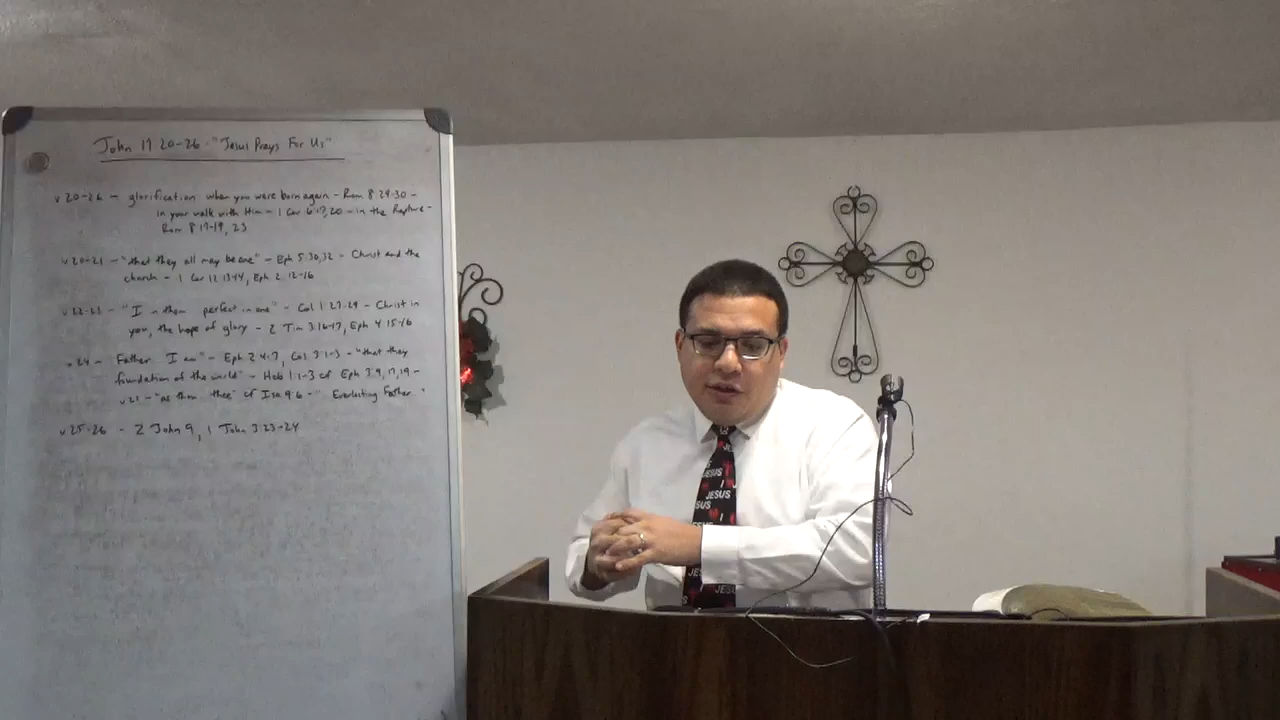 John 17 20-26 - "Jesus Prays For Us"
v 20-26 - glorification when you were born again - Rom 8 29-30 -
in your walk with Him - 1 Cor 6 17, 20 - in the Rapture -
Rom 8 17-19, 23
v 20-21 - "that they all may be one" - Eph 5 30, 32 - Christ and the
church - 1 Cor 12 13-14, Eph 2 12-16
v 22-23 - "I in them perfect in one" - Col 1 27-29 - Christ in
you, the hope of glory - 2 Tim 3 16-17, Eph 4 15-16
v 24 - Father I am" - Eph 2 4-7, Col 3 1-3 - "that they
foundation of the world" - Heb 1 1-3 cf Eph 3 9, 17, 19 -
v 21 - "as thou thee" cf Isa 9 6 - " Everlasting Father "
v 25-26 - 2 John 9, 1 John 3 23-24
JESUS
JESUS
SUS
JES
JESU